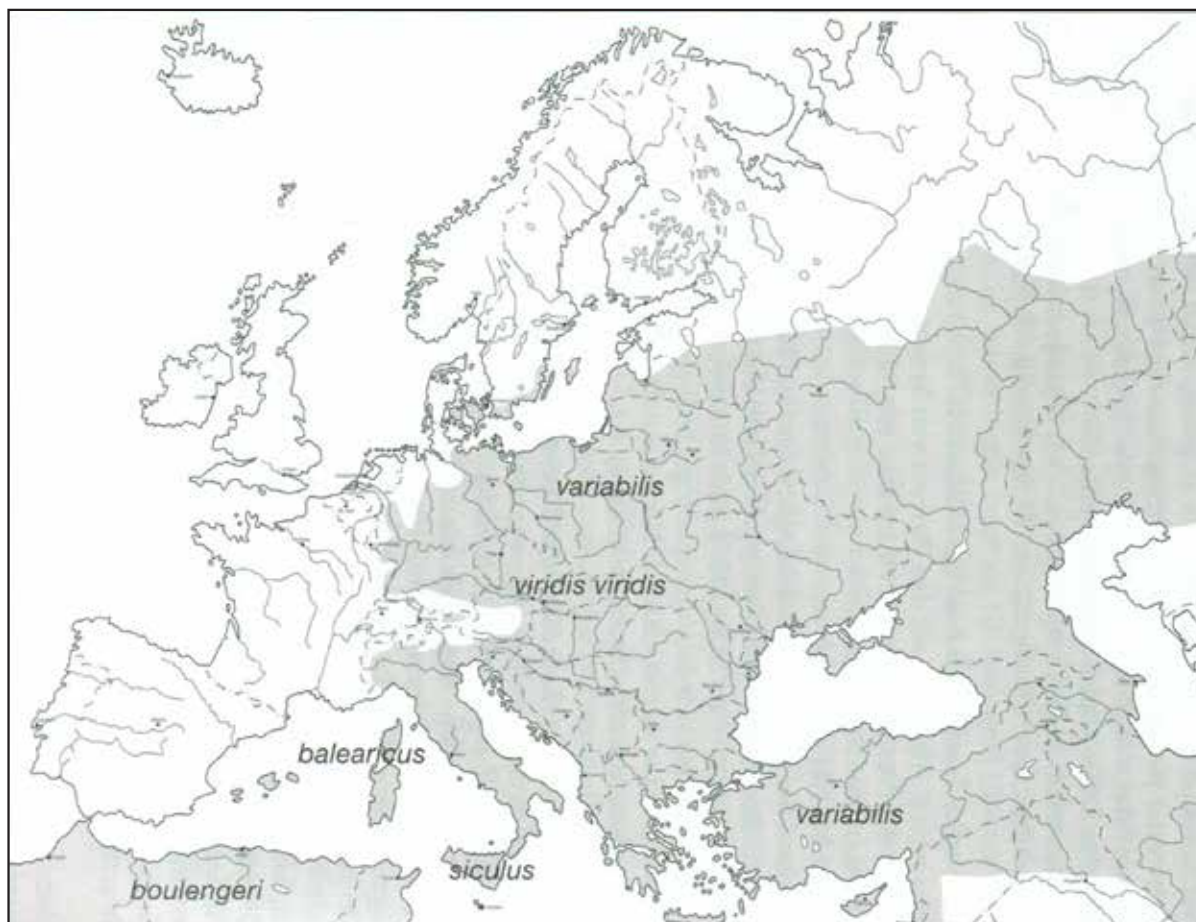 variabilis
viridis viridis
balearicus
variabilis
siculus
boulengeri